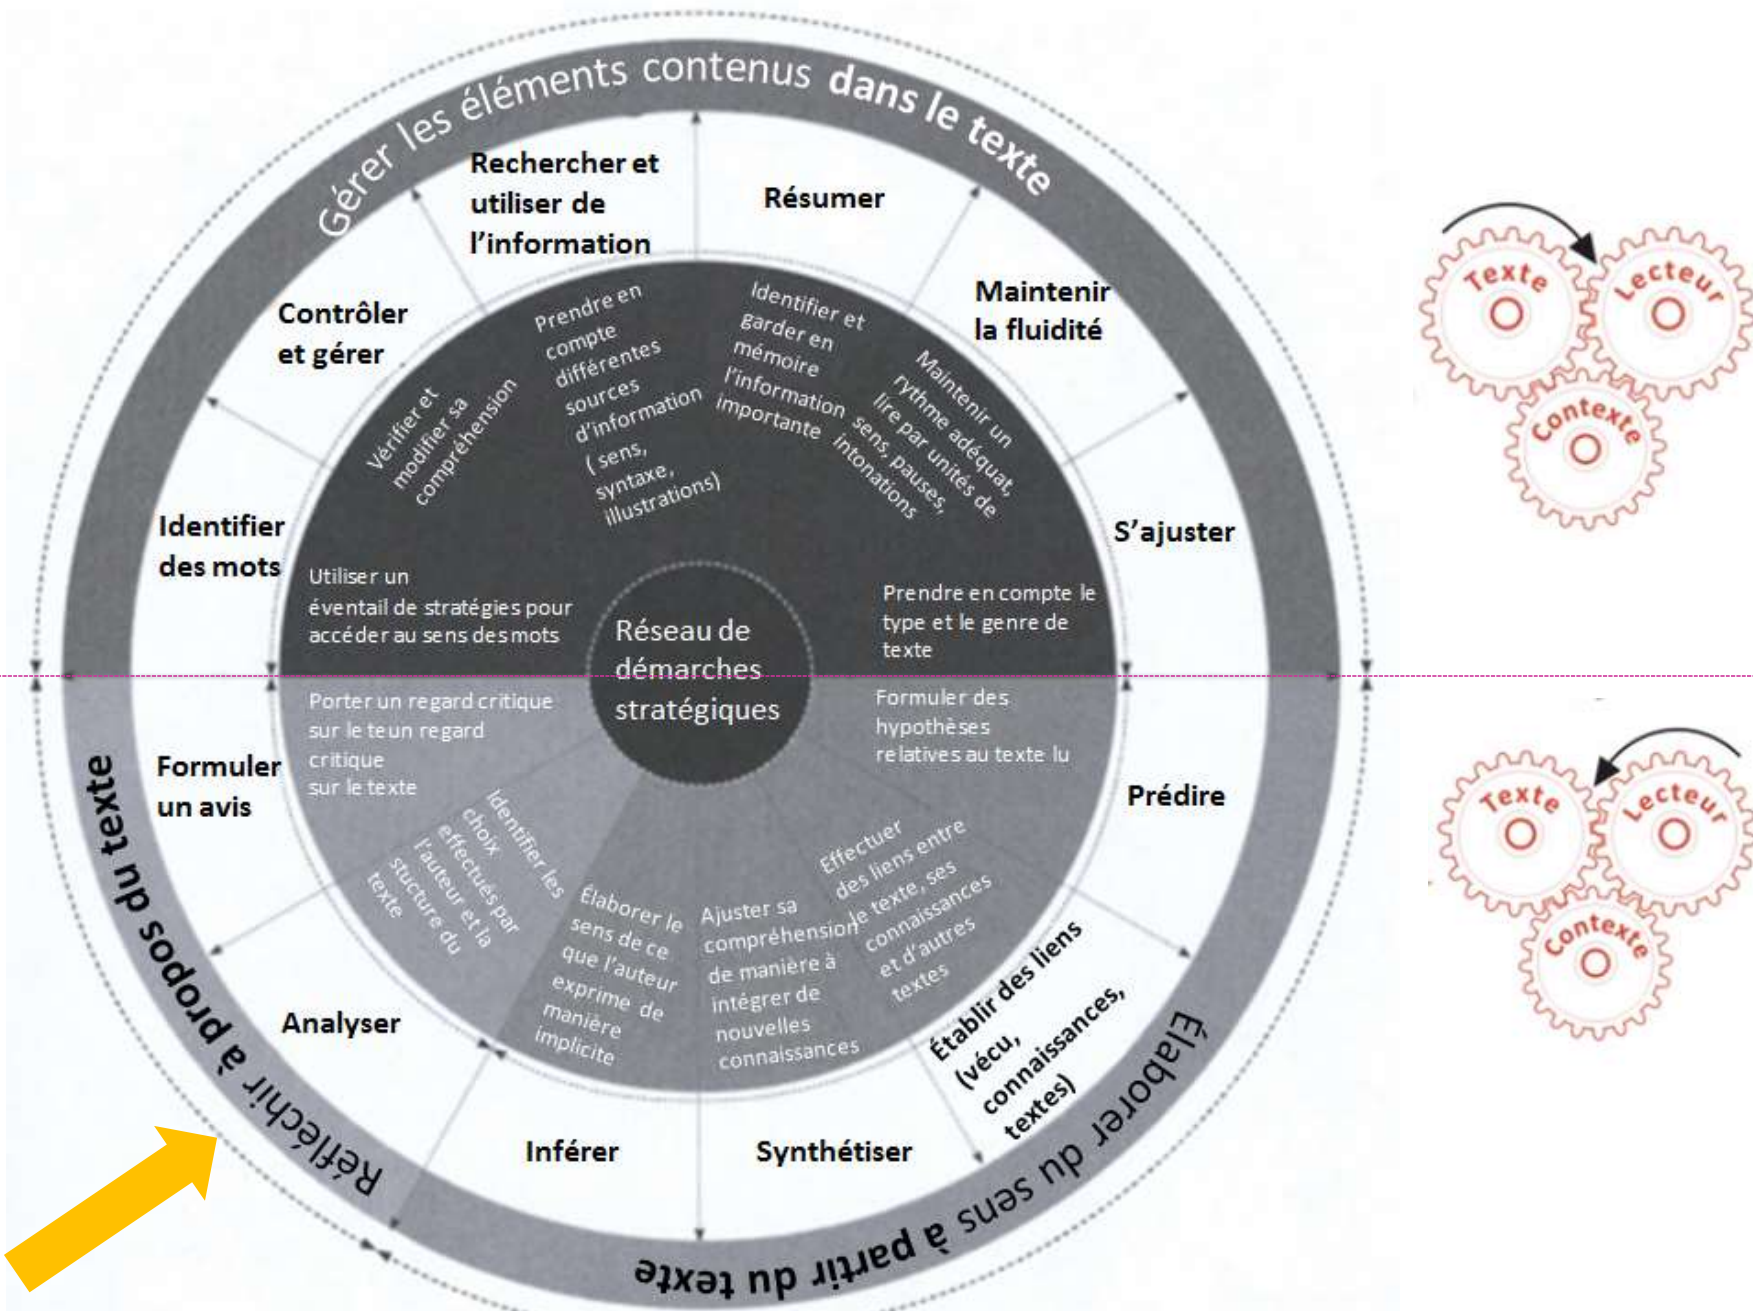 Gérer les éléments contenus dans le texte
Rechercher et
utiliser de
l'information
Résumer
Maintenir
la fluidité
S'ajuster
Contrôler
et gérer
Identifier
des mots
Utiliser un
éventail de stratégies pour
accéder au sens des mots
Vérifier et
modifier sa
compréhension
Prendre en
compte
différentes
sources
d'information
( sens,
syntaxe,
illustrations)
Identifier et
garder en
mémoire
l'information
importante
Maintenir un
rythme adéquat,
lire par unités de
sens, pauses,
intonations
Prendre en compte le
type et le genre de
texte
Réseau de
démarches
stratégiques
Porter un regard critique
sur le teun regard
critique
sur le texte
Identifier les
choix
effectués par
l'auteur et la
stucture du
texte
Élaborer le
sens de ce
que l'auteur
exprime de
manière
implicite
Ajuster sa
compréhension
de manière à
intégrer de
nouvelles
connaissances
Effectuer
des liens entre
le texte, ses
connaissances
et d'autres
textes
Formuler des
hypothèses
relatives au texte lu
Formuler
un avis
Analyser
Inférer
Synthétiser
Établir des liens
(vécu,
connaissances,
textes)
Prédire
Réfléchir à propos du texte
Élaborer du sens à partir du texte
Texte
Lecteur
Contexte
Texte
Lecteur
Contexte